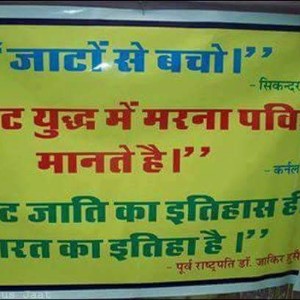 जाटों से बचो।”
- सिकन्दर
ट युद्ध में मरना पवि
मानते है।”
- कर्नल
ट जाति का इतिहास ही
ारत का इतिहा है।”
- पूर्व राष्ट्रपति डॉ. जाकिर हुसै